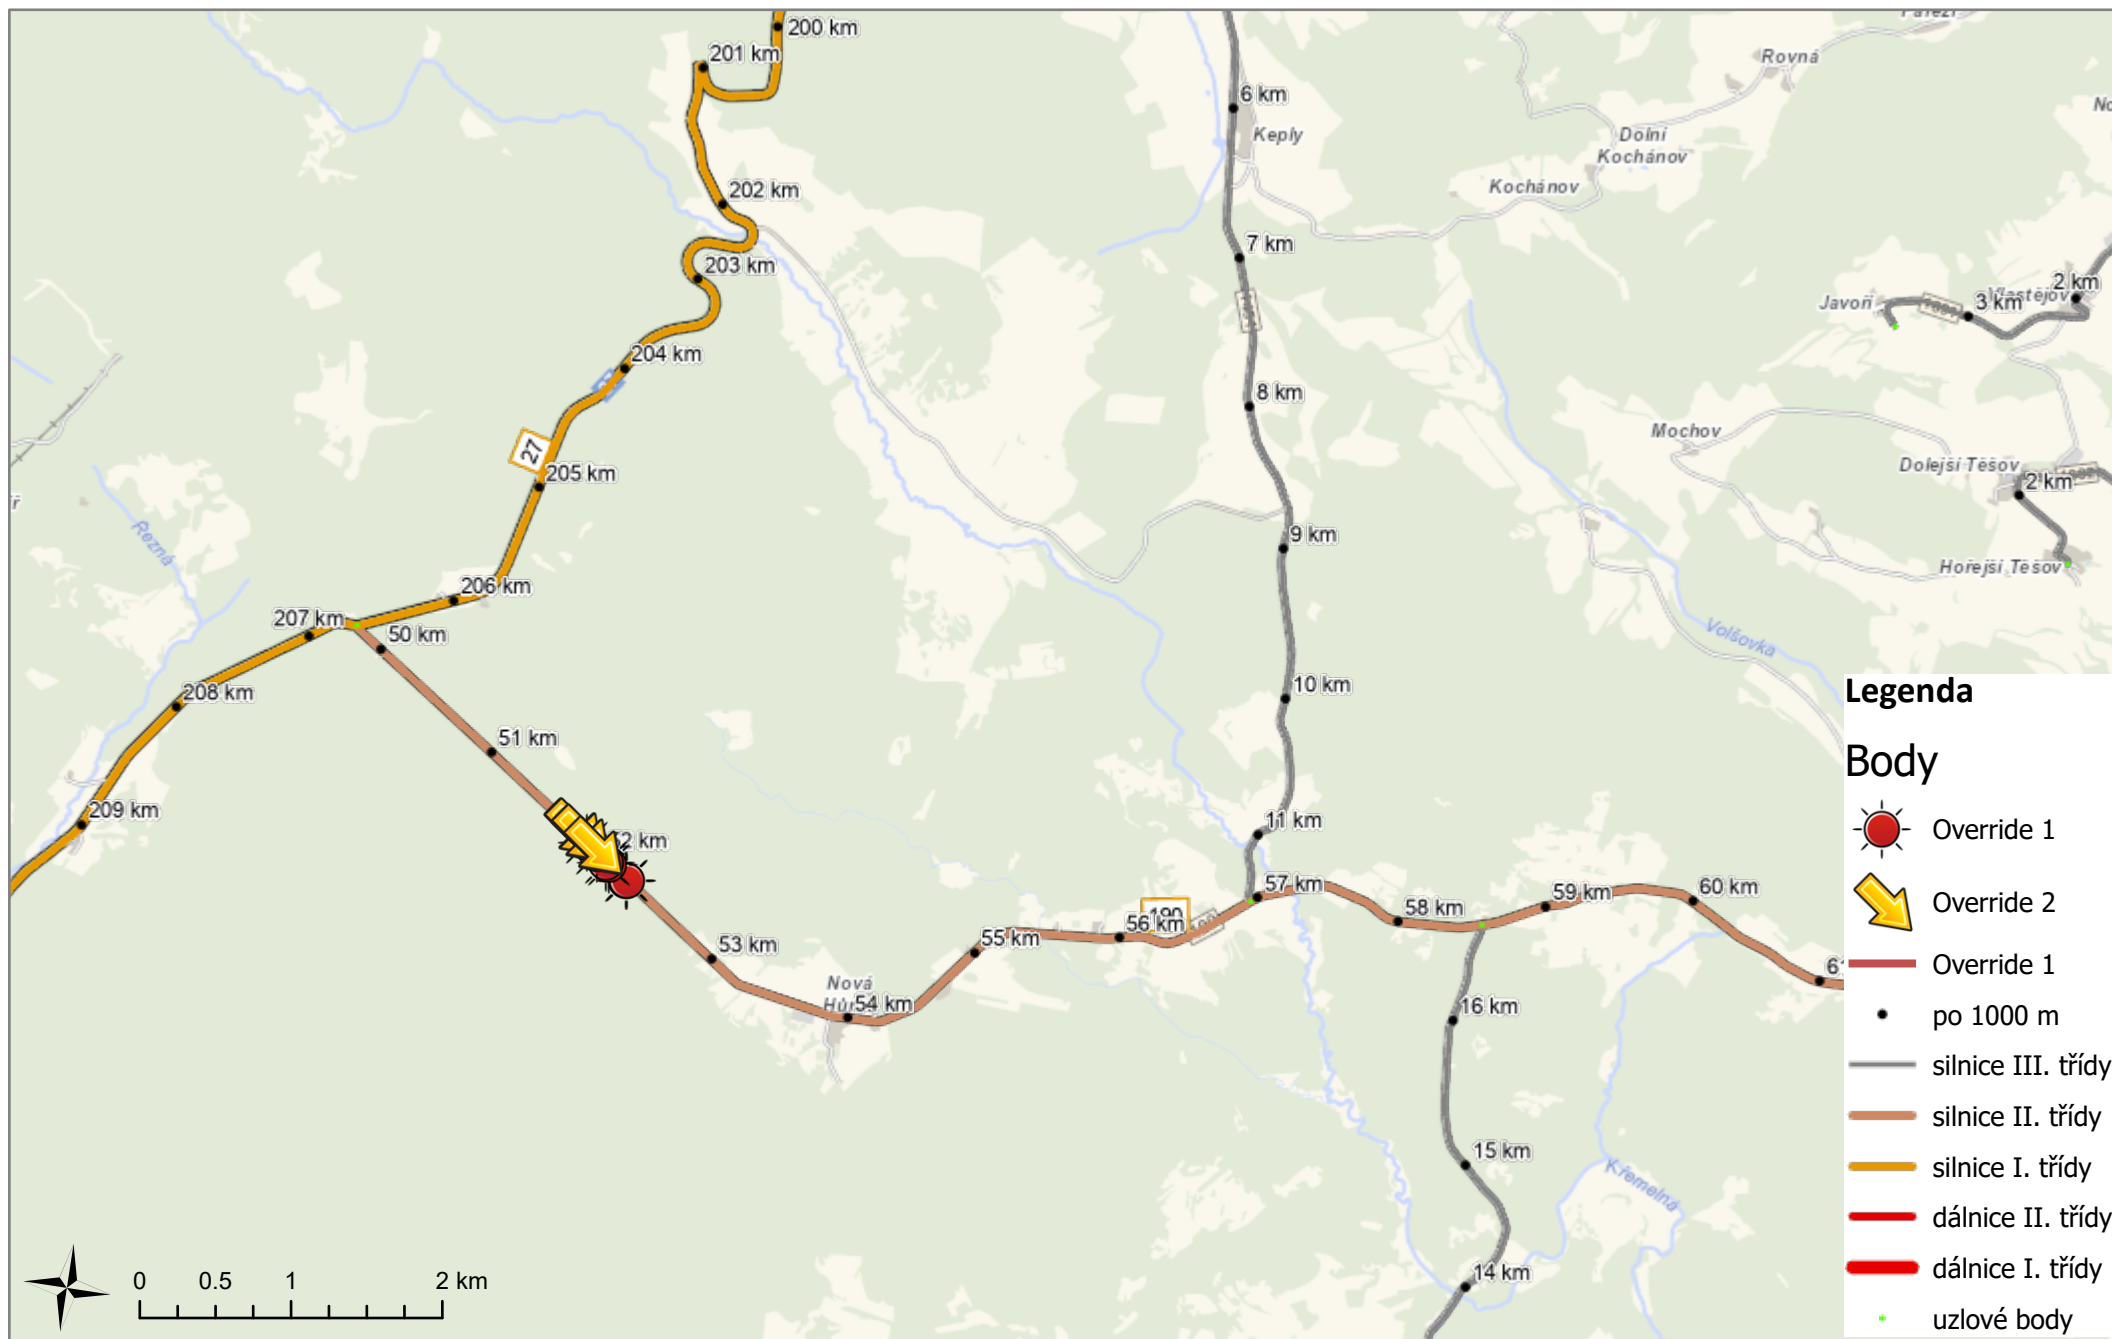 200 km
201 km
6 km
Rovná
Keply
Dolní
Kochánov
Kochánov
202 km
7 km
203 km
2 km
Vlastějov
3 km
Javoří
204 km
8 km
Mochov
27
205 km
Dolejší Těšov
2 km
Rezná
9 km
Hořejší Těšov
206 km
207 km
50 km
Volšovka
208 km
10 km
51 km
209 km
11 km
52 km
57 km
58 km
59 km
60 km
190
56 km
55 km
53 km
Nová
54 km
16 km
15 km
Křemelná
14 km
Legenda
Body
Override 1
Override 2
Override 1
po 1000 m
silnice III. třídy
silnice II. třídy
silnice I. třídy
dálnice II. třídy
dálnice I. třídy
uzlové body
0 0.5 1 2 km